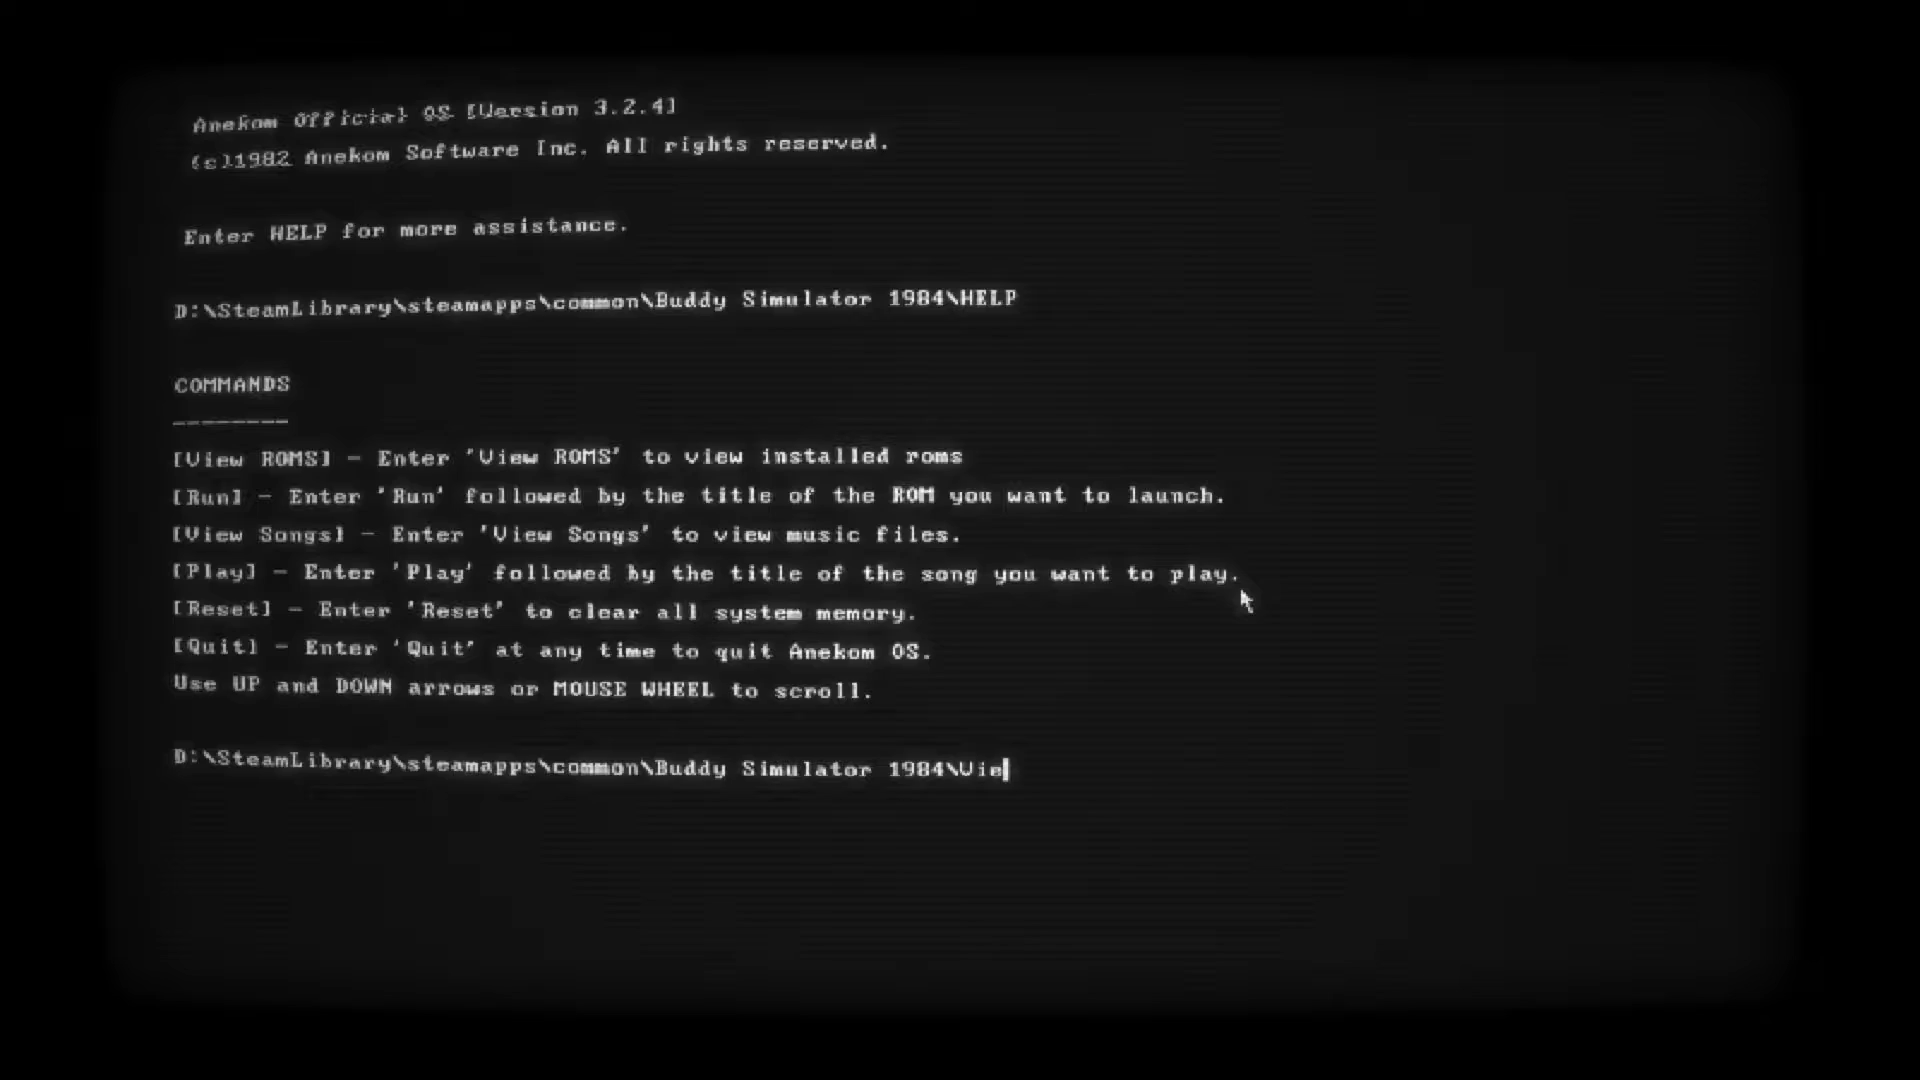 Anekom Official OS [Version 3.2.4]
(c)1982 Anekom Software Inc. All rights reserved.
Enter HELP for more assistance.
D:\SteamLibrary\steamapps\common\Buddy Simulator 1984\HELP
COMMANDS
--------
[View ROMS] - Enter 'View ROMS' to view installed roms
[Run] - Enter 'Run' followed by the title of the ROM you want to launch.
[View Songs] - Enter 'View Songs' to view music files.
[Play] - Enter 'Play' followed by the title of the song you want to play.
[Reset] - Enter 'Reset' to clear all system memory.
[Quit] - Enter 'Quit' at any time to quit Anekom OS.
Use UP and DOWN arrows or MOUSE WHEEL to scroll.
D:\SteamLibrary\steamapps\common\Buddy Simulator 1984\Vie